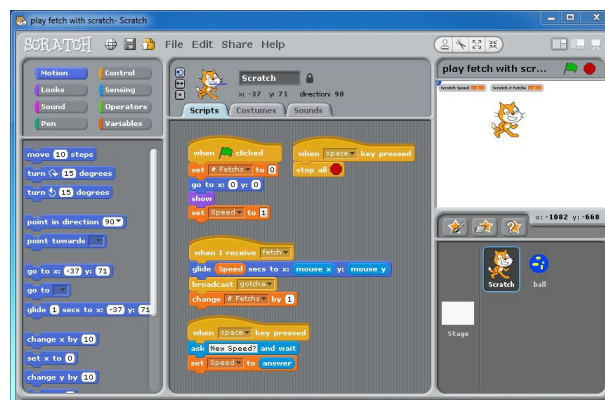 play fetch with scratch- Scratch
SCRATCH File Edit Share Help
Motion Control
Looks Sensing
Sound Operators
Pen Variables
move 10 steps
turn 15 degrees
turn 15 degrees
point in direction 90
point towards
go to x: -37 y: 71
go to
glide 1 secs to x: -37 y: 71
change x by 10
set x to 0
change y by 10
Scratch
x: -37 y: 71 direction: 90
Scripts Costumes Sounds
when clicked
set # Fetchs to 0
go to x: 0 y: 0
show
set Speed to 1
when space key pressed
stop all
when I receive fetch
glide Speed secs to x: mouse x y: mouse y
broadcast gotcha
change # Fetchs by 1
when space key pressed
ask New Speed? and wait
set Speed to answer
play fetch with scr...
Scratch Speed Scratch # Fetchs
x: -1082 y: -668
Scratch ball
Stage